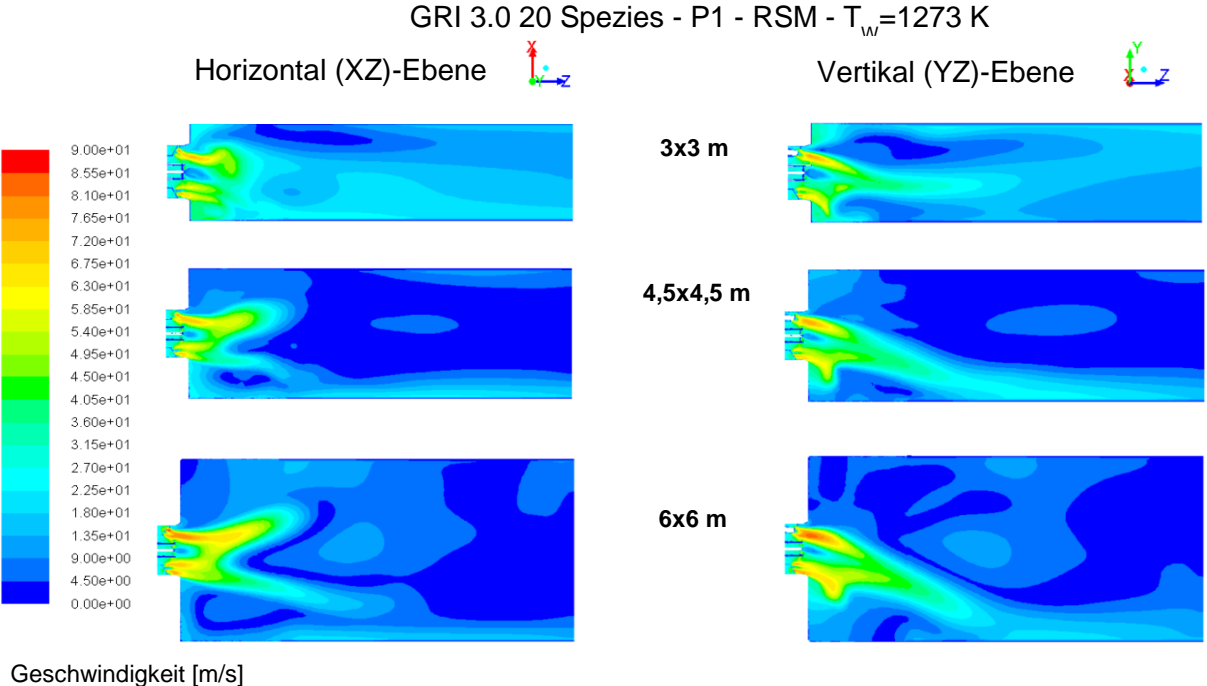 GRI 3.0 20 Spezies - P1 - RSM - T_w=1273 K
Horizontal (XZ)-Ebene
X
Y
Z
Vertikal (YZ)-Ebene
Y
X
Z
3x3 m
4,5x4,5 m
6x6 m
9.00e+01
8.55e+01
8.10e+01
7.65e+01
7.20e+01
6.75e+01
6.30e+01
5.85e+01
5.40e+01
4.95e+01
4.50e+01
4.05e+01
3.60e+01
3.15e+01
2.70e+01
2.25e+01
1.80e+01
1.35e+01
9.00e+00
4.50e+00
0.00e+00
Geschwindigkeit [m/s]